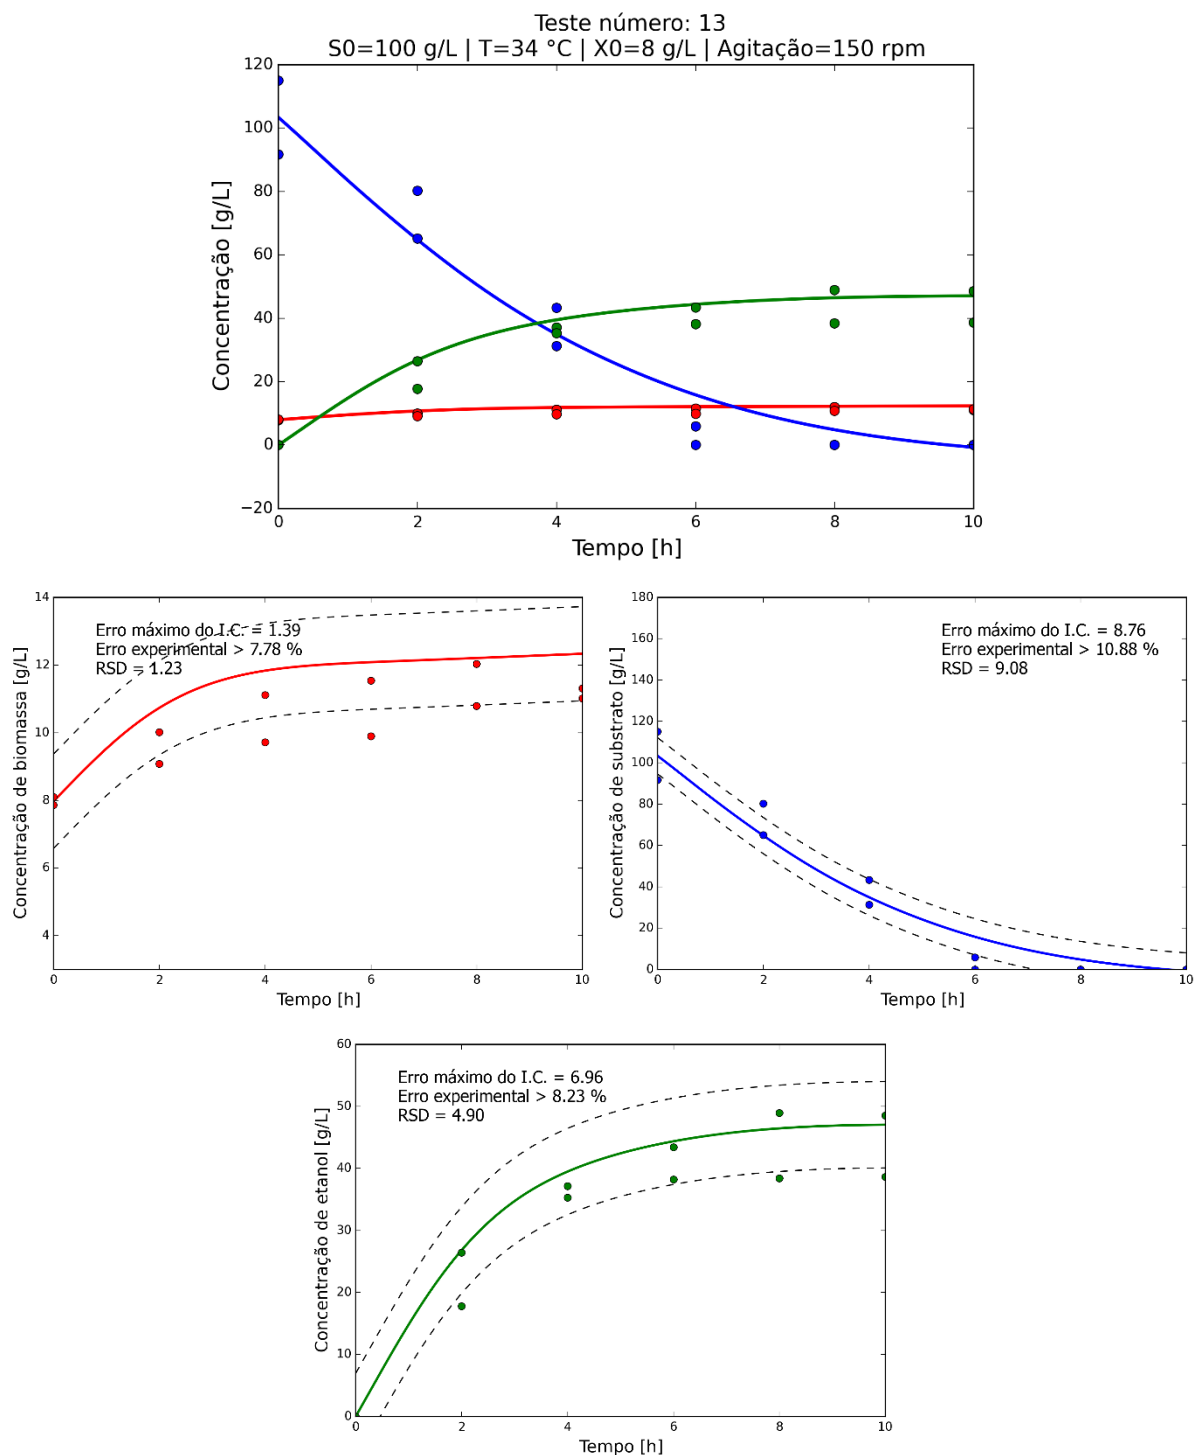 Teste número: 13
S0=100 g/L | T=34 °C | X0=8 g/L | Agitação=150 rpm
120
100
80
60
40
20
0
−20
Concentração [g/L]
0 2 4 6 8 10
Tempo [h]
14
12
10
8
6
4
Concentração de biomassa [g/L]
Erro máximo do I.C. = 1.39
Erro experimental > 7.78 %
RSD = 1.23
0 2 4 6 8 10
Tempo [h]
180
160
140
120
100
80
60
40
20
0
Concentração de substrato [g/L]
Erro máximo do I.C. = 8.76
Erro experimental > 10.88 %
RSD = 9.08
0 2 4 6 8 10
Tempo [h]
60
50
40
30
20
10
0
Concentração de etanol [g/L]
Erro máximo do I.C. = 6.96
Erro experimental > 8.23 %
RSD = 4.90
0 2 4 6 8 10
Tempo [h]